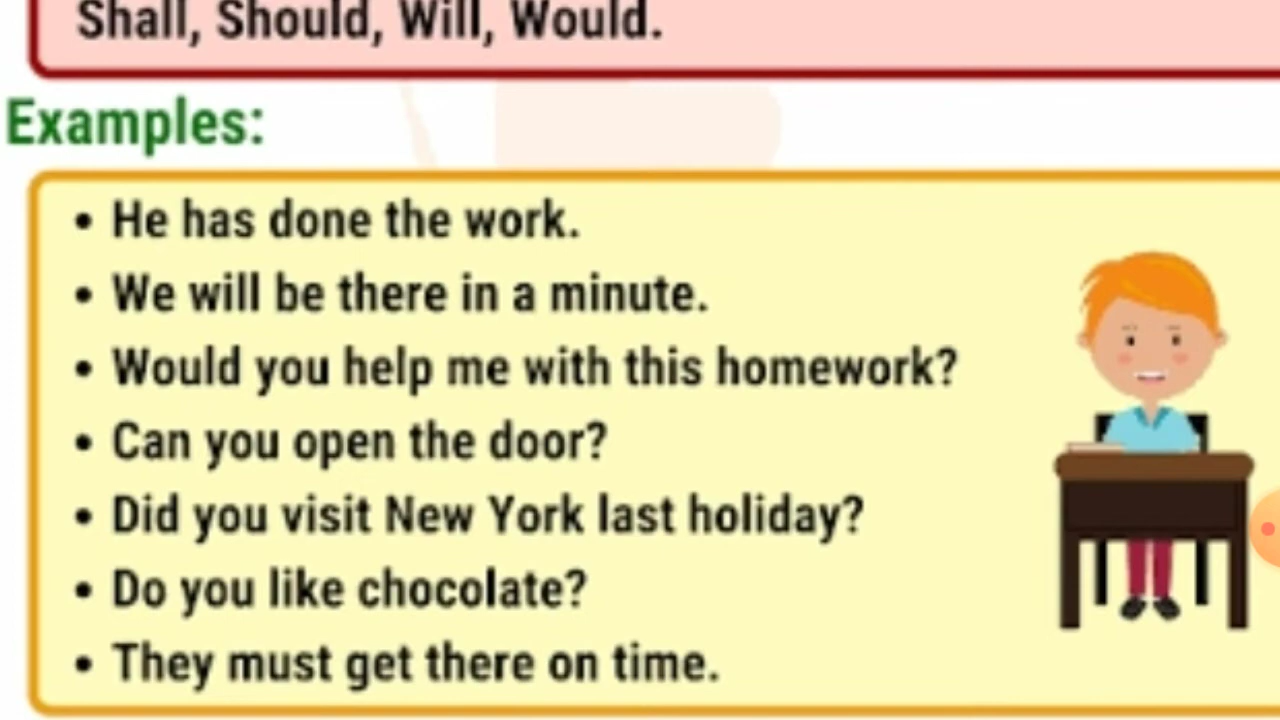 Shall, Should, Will, Would.
Examples:
• He has done the work.
• We will be there in a minute.
• Would you help me with this homework?
• Can you open the door?
• Did you visit New York last holiday?
• Do you like chocolate?
• They must get there on time.